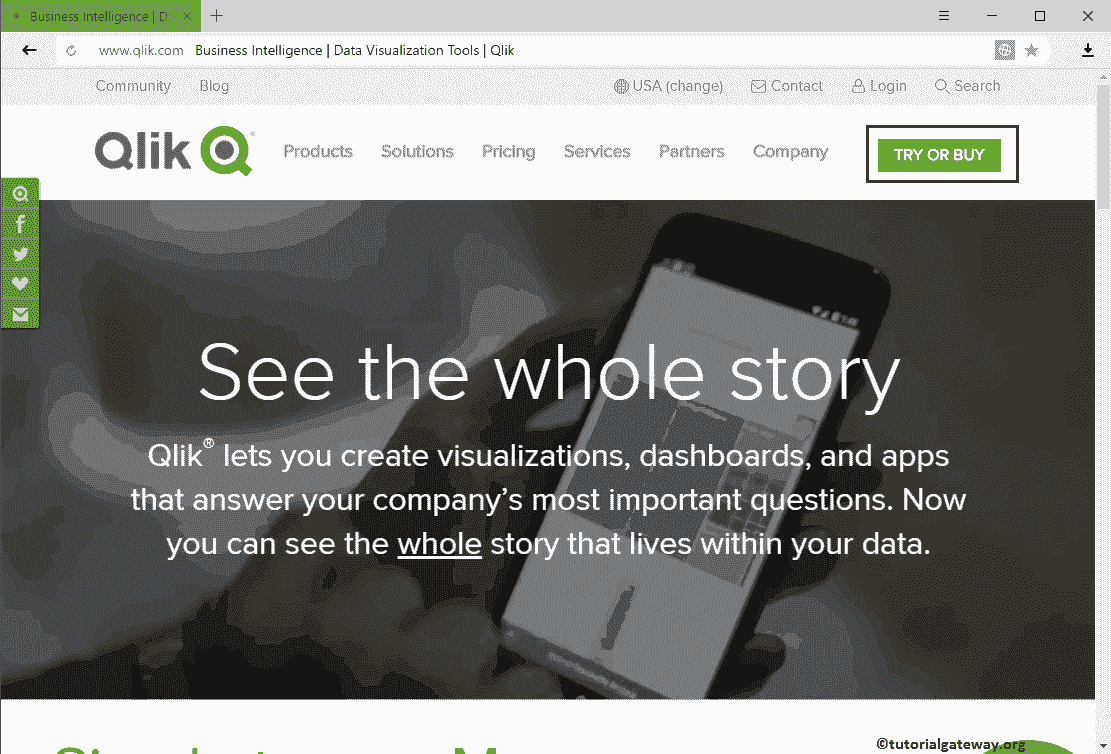 Business Intelligence | D
www.qlik.com Business Intelligence | Data Visualization Tools | Qlik
Community Blog USA (change) Contact Login Search
Qlik Products Solutions Pricing Services Partners Company TRY OR BUY
See the whole story
Qlik® lets you create visualizations, dashboards, and apps
that answer your company’s most important questions. Now
you can see the whole story that lives within your data.
©tutorialgateway.org